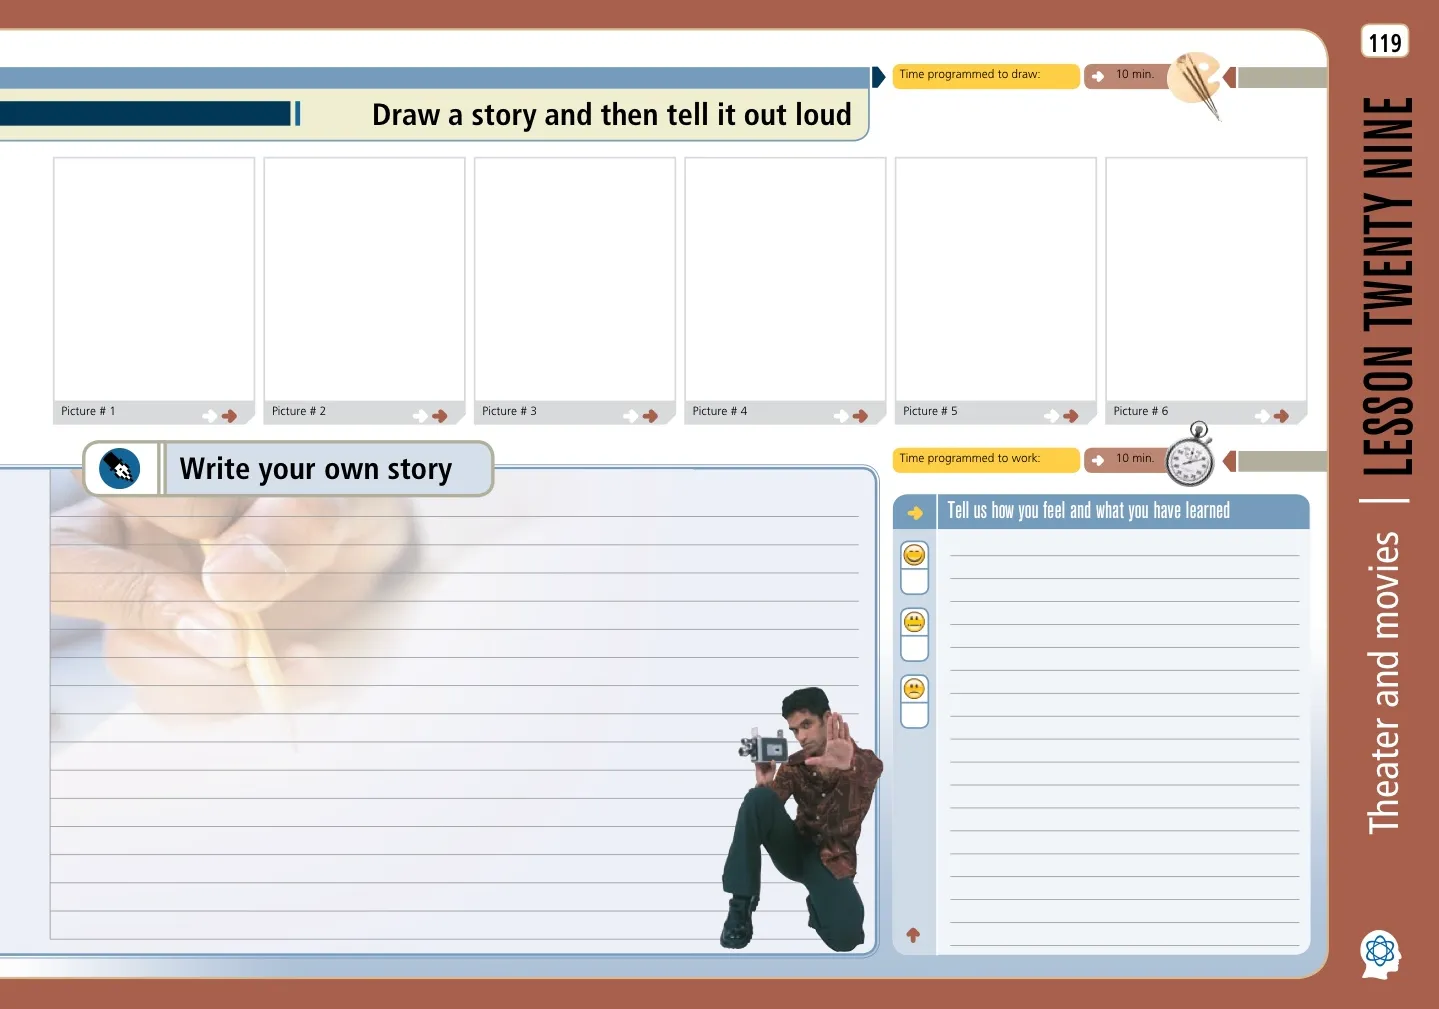 119
Time programmed to draw:
10 min.
Draw a story and then tell it out loud
Picture # 1
Picture # 2
Picture # 3
Picture # 4
Picture # 5
Picture # 6
Write your own story
Time programmed to work:
10 min.
Tell us how you feel and what you have learned
LESSON TWENTY NINE
Theater and movies